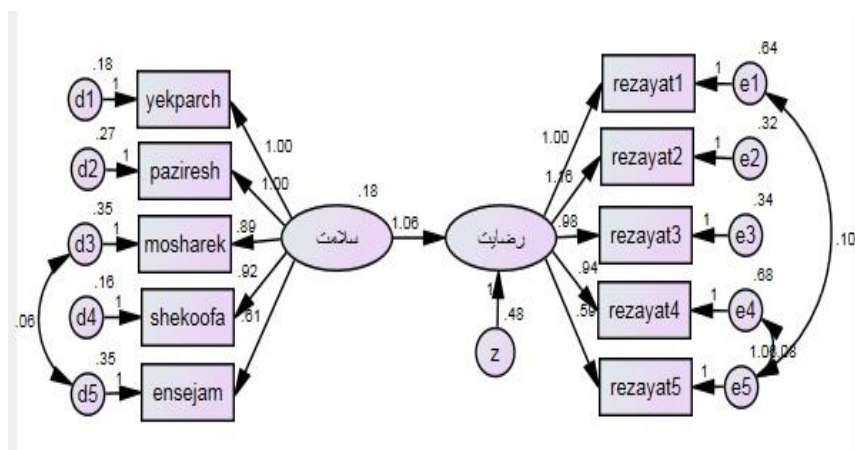 .18
d1
1
yekparch
1.00
.27
d2
1
paziresh
1.00
.35
d3
1
mosharek
.89
.16
d4
1
shekoofa
.92
.35
d5
1
ensejam
.61
.06
سلامت
.18
1.06
رضایت
1
.48
z
1.00
rezayat1
1
e1
.64
1.16
rezayat2
1
e2
.32
.98
rezayat3
1
e3
.34
.94
rezayat4
1
e4
.68
.59
rezayat5
1
e5
.10